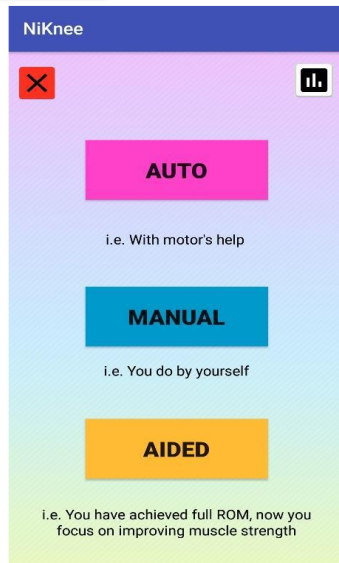 NiKnee
AUTO
i.e. With motor's help
MANUAL
i.e. You do by yourself
AIDED
i.e. You have achieved full ROM, now you
focus on improving muscle strength